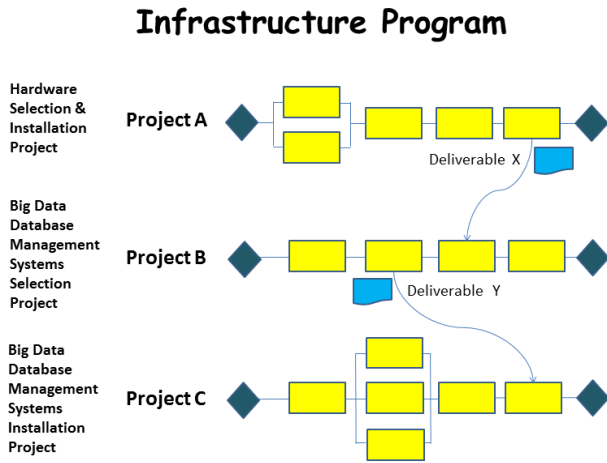 Infrastructure Program
Hardware
Selection &
Installation
Project
Project A
Deliverable X
Big Data
Database
Management
Systems
Selection
Project
Project B
Deliverable Y
Big Data
Database
Management
Systems
Installation
Project
Project C